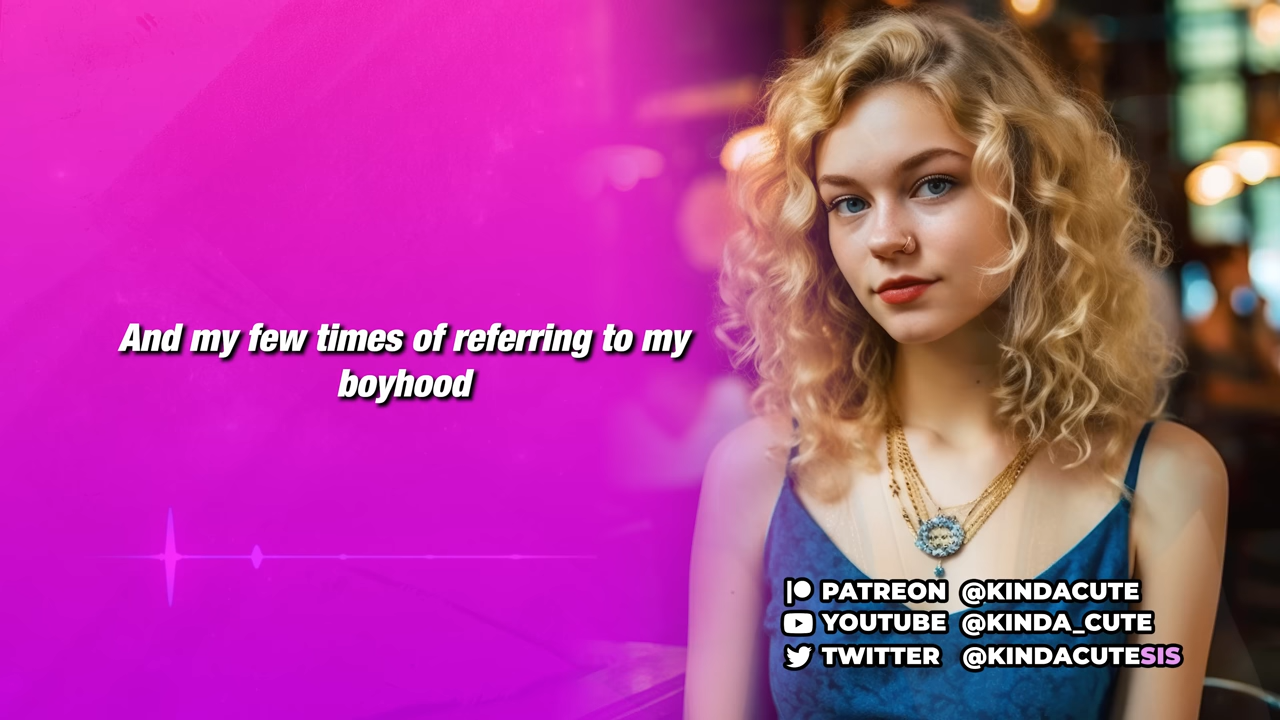 And my few times of referring to my
boyhood
PATREON @KINDACUTE
YOUTUBE @KINDA_CUTE
TWITTER @KINDACUTESIS